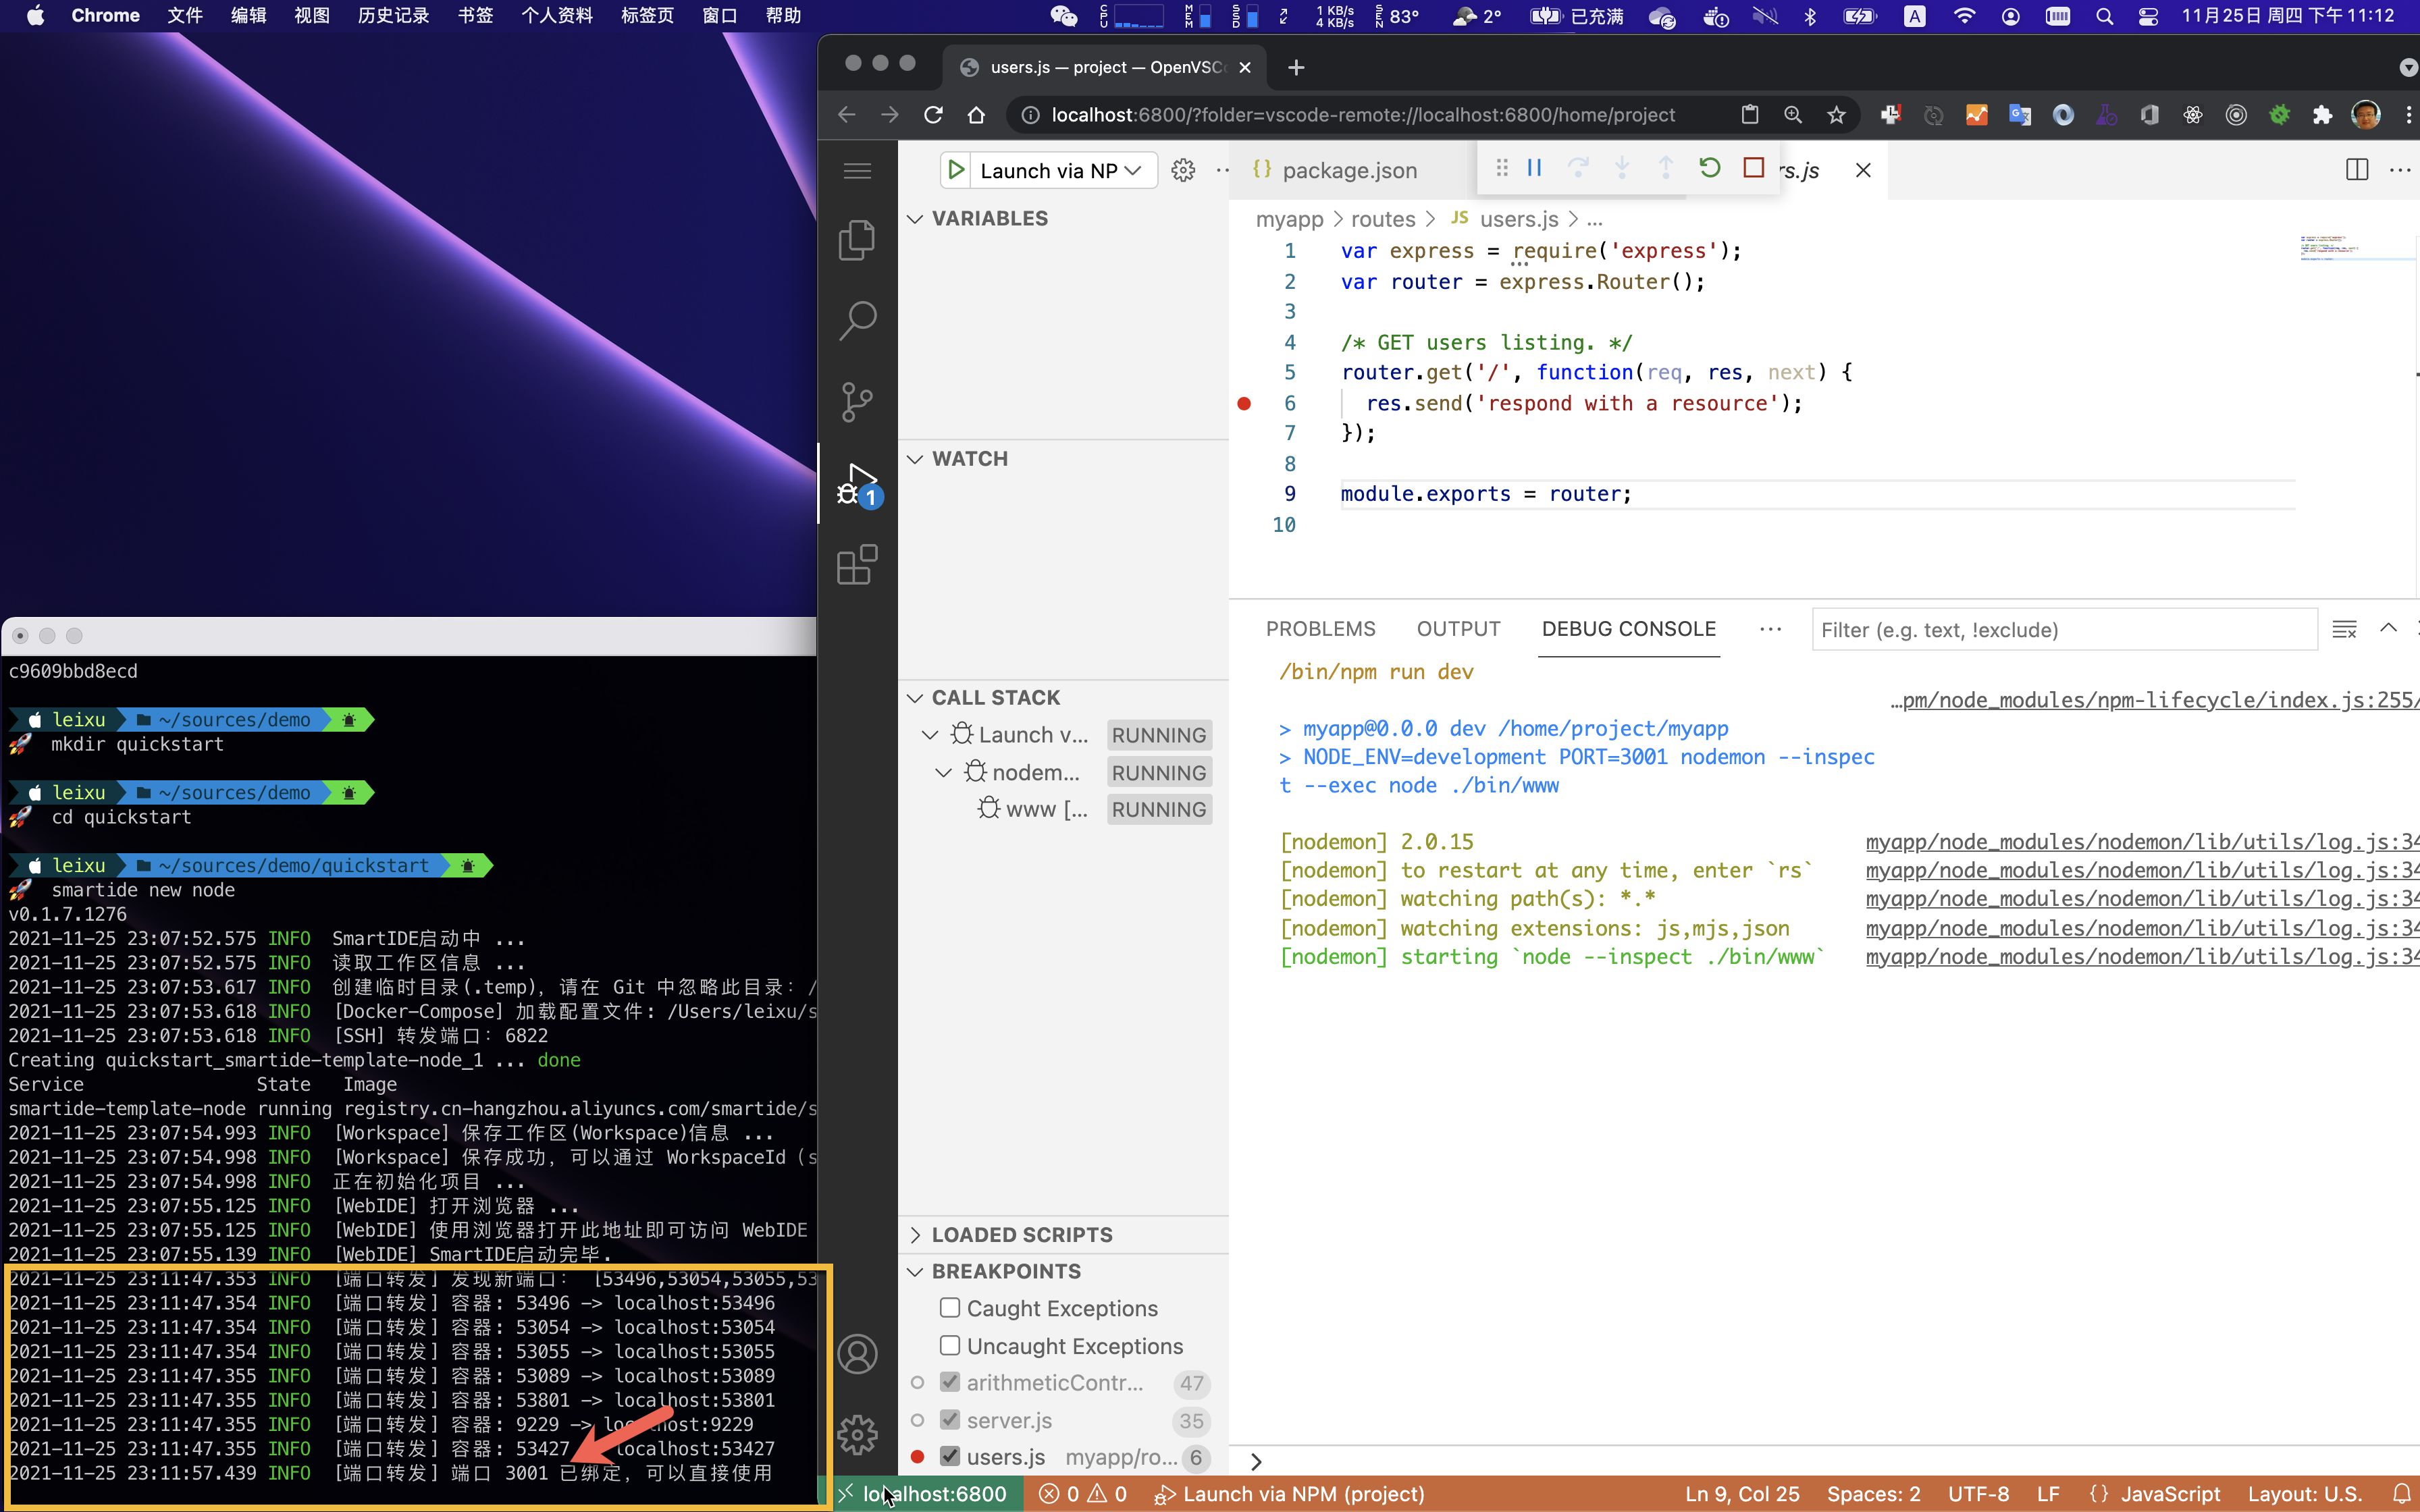 Chrome 文件 编辑 视图 历史记录 书签 个人资料 标签页 窗口 帮助
CPU MEM SSD 1 KB/s 4 KB/s SEN 83° 2° 已充满 A 11月25日 周四 下午 11:12
users.js — project — OpenVSC
localhost:6800/?folder=vscode-remote://localhost:6800/home/project
Launch via NP
package.json
rs.js
VARIABLES
WATCH
CALL STACK
Launch v... RUNNING
nodem... RUNNING
www [... RUNNING
LOADED SCRIPTS
BREAKPOINTS
Caught Exceptions
Uncaught Exceptions
arithmeticContr... 47
server.js 35
users.js myapp/ro... 6
1
myapp > routes > JS users.js > ...
1 var express = require('express');
2 var router = express.Router();
3
4 /* GET users listing. */
5 router.get('/', function(req, res, next) {
6 res.send('respond with a resource');
7 });
8
9 module.exports = router;
10
PROBLEMS OUTPUT DEBUG CONSOLE ... Filter (e.g. text, !exclude)
/bin/npm run dev
…pm/node_modules/npm-lifecycle/index.js:255/
> myapp@0.0.0 dev /home/project/myapp
> NODE_ENV=development PORT=3001 nodemon --inspec
t --exec node ./bin/www
[nodemon] 2.0.15 myapp/node_modules/nodemon/lib/utils/log.js:34
[nodemon] to restart at any time, enter `rs` myapp/node_modules/nodemon/lib/utils/log.js:34
[nodemon] watching path(s): *.* myapp/node_modules/nodemon/lib/utils/log.js:34
[nodemon] watching extensions: js,mjs,json myapp/node_modules/nodemon/lib/utils/log.js:34
[nodemon] starting `node --inspect ./bin/www` myapp/node_modules/nodemon/lib/utils/log.js:34
>
localhost:6800 0 0 Launch via NPM (project) Ln 9, Col 25 Spaces: 2 UTF-8 LF {} JavaScript Layout: U.S.
c9609bbd8ecd
leixu ~/sources/demo
mkdir quickstart
leixu ~/sources/demo
cd quickstart
leixu ~/sources/demo/quickstart
smartide new node
v0.1.7.1276
2021-11-25 23:07:52.575 INFO SmartIDE启动中 ...
2021-11-25 23:07:52.575 INFO 读取工作区信息 ...
2021-11-25 23:07:53.617 INFO 创建临时目录(.temp)，请在 Git 中忽略此目录：/
2021-11-25 23:07:53.618 INFO [Docker-Compose] 加载配置文件: /Users/leixu/s
2021-11-25 23:07:53.618 INFO [SSH] 转发端口：6822
Creating quickstart_smartide-template-node_1 ... done
Service State Image
smartide-template-node running registry.cn-hangzhou.aliyuncs.com/smartide/s
2021-11-25 23:07:54.993 INFO [Workspace] 保存工作区(Workspace)信息 ...
2021-11-25 23:07:54.998 INFO [Workspace] 保存成功，可以通过 WorkspaceId (s
2021-11-25 23:07:54.998 INFO 正在初始化项目 ...
2021-11-25 23:07:55.125 INFO [WebIDE] 打开浏览器 ...
2021-11-25 23:07:55.125 INFO [WebIDE] 使用浏览器打开此地址即可访问 WebIDE
2021-11-25 23:07:55.139 INFO [WebIDE] SmartIDE启动完毕.
2021-11-25 23:11:47.353 INFO [端口转发] 发现新端口： [53496,53054,53055,53
2021-11-25 23:11:47.354 INFO [端口转发] 容器: 53496 -> localhost:53496
2021-11-25 23:11:47.354 INFO [端口转发] 容器: 53054 -> localhost:53054
2021-11-25 23:11:47.354 INFO [端口转发] 容器: 53055 -> localhost:53055
2021-11-25 23:11:47.355 INFO [端口转发] 容器: 53089 -> localhost:53089
2021-11-25 23:11:47.355 INFO [端口转发] 容器: 53801 -> localhost:53801
2021-11-25 23:11:47.355 INFO [端口转发] 容器: 9229 -> localhost:9229
2021-11-25 23:11:47.355 INFO [端口转发] 容器: 53427 localhost:53427
2021-11-25 23:11:57.439 INFO [端口转发] 端口 3001 已绑定，可以直接使用